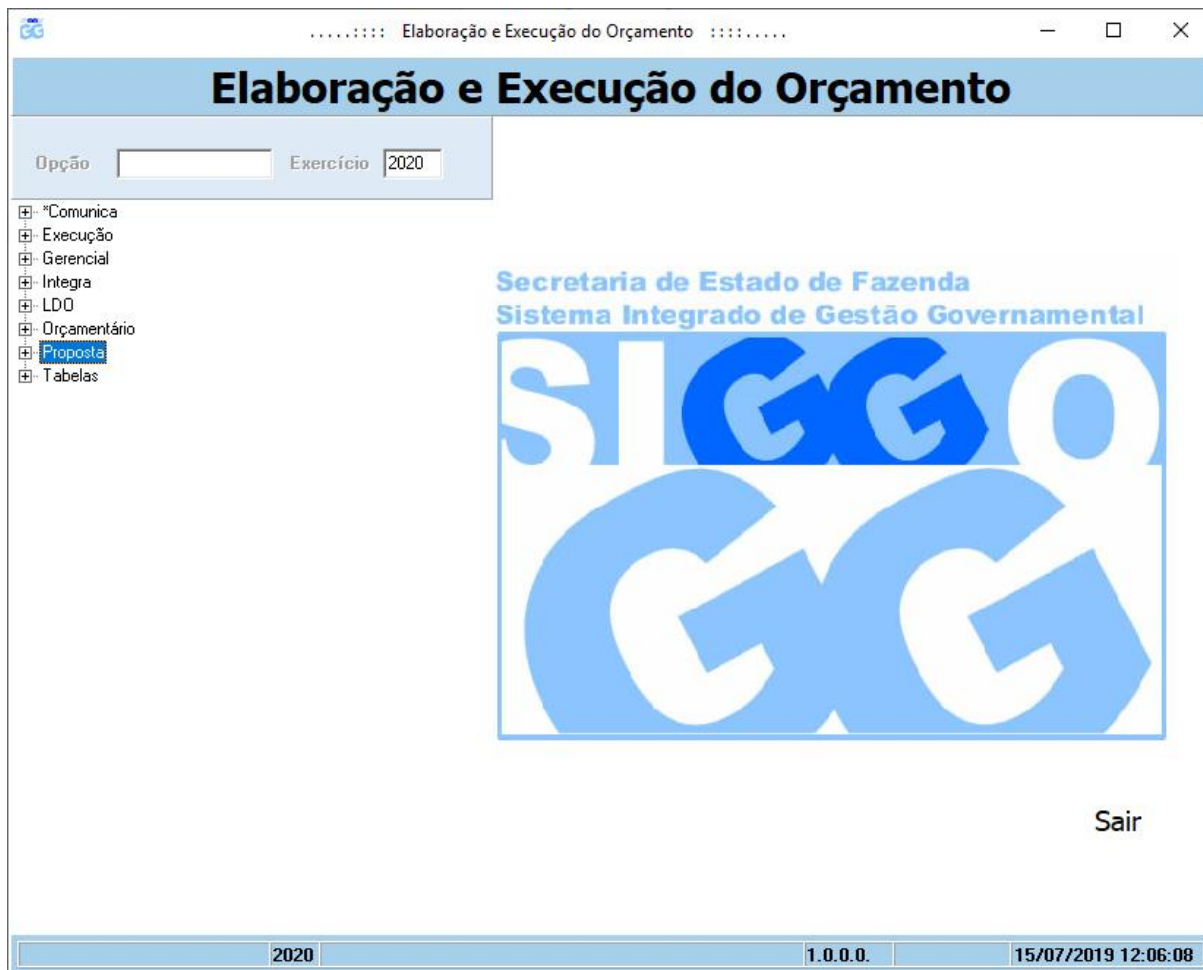 .....:::: Elaboração e Execução do Orçamento ::::.....
Elaboração e Execução do Orçamento
Opção Exercício 2020
*Comunica
Execução
Gerencial
Integra
LDO
Orçamentário
Proposta
Tabelas
Secretaria de Estado de Fazenda
Sistema Integrado de Gestão Governamental
SIGGO
GG
Sair
2020 1.0.0.0. 15/07/2019 12:06:08